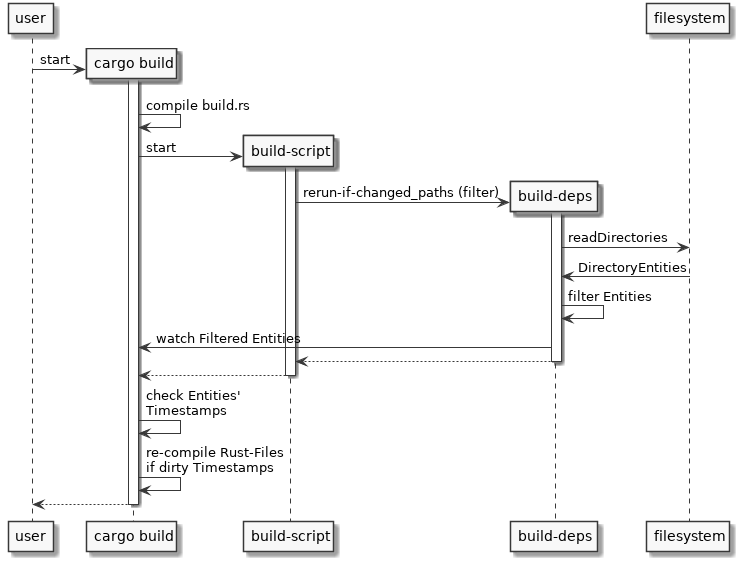 user
filesystem
cargo build
start
compile build.rs
start
build-script
rerun-if-changed_paths (filter)
build-deps
readDirectories
DirectoryEntities
filter Entities
watch Filtered Entities
check Entities'
Timestamps
re-compile Rust-Files
if dirty Timestamps
user
cargo build
build-script
build-deps
filesystem